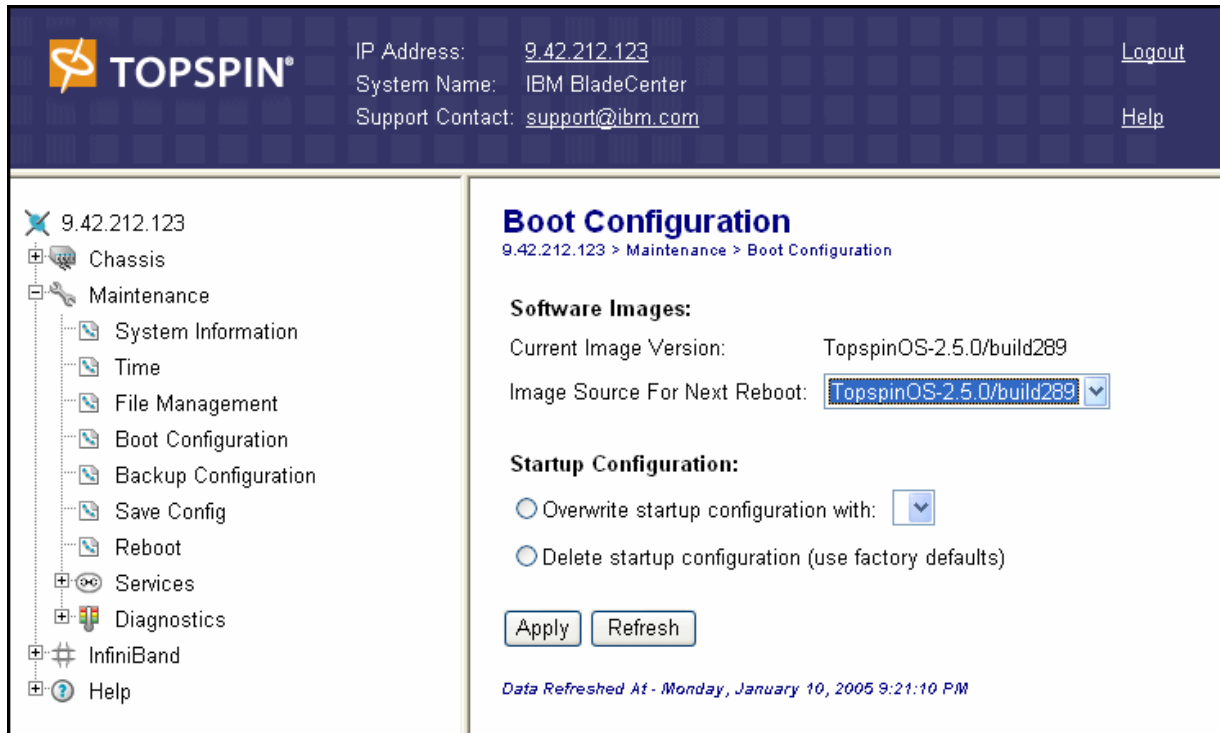 TOPSPIN®
IP Address: 9.42.212.123
System Name: IBM BladeCenter
Support Contact: support@ibm.com
Logout
Help
9.42.212.123
Chassis
Maintenance
System Information
Time
File Management
Boot Configuration
Backup Configuration
Save Config
Reboot
Services
Diagnostics
InfiniBand
Help
Boot Configuration
9.42.212.123 > Maintenance > Boot Configuration
Software Images:
Current Image Version: TopspinOS-2.5.0/build289
Image Source For Next Reboot: TopspinOS-2.5.0/build289
Startup Configuration:
Overwrite startup configuration with:
Delete startup configuration (use factory defaults)
Apply Refresh
Data Refreshed At - Monday, January 10, 2005 9:21:10 PM